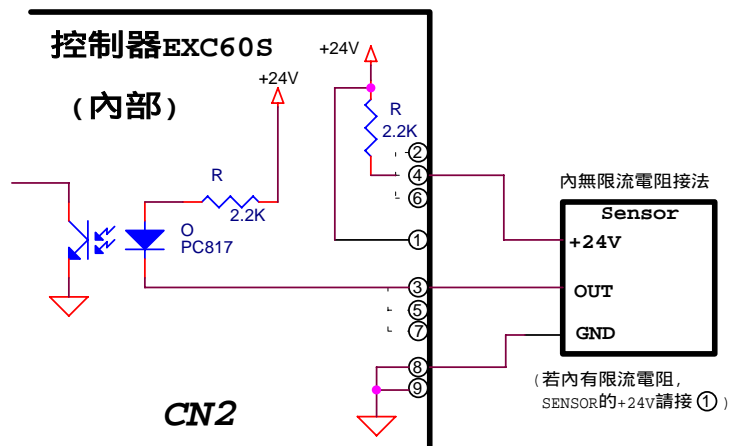 控制器EXC60S
(內部)
+24V
+24V
R
2.2K
R
2.2K
O
PC817
②
④
⑥
①
③
⑤
⑦
⑧
⑨
CN2
內無限流電阻接法
Sensor
+24V
OUT
GND
(若內有限流電阻,
SENSOR的+24V請接①)